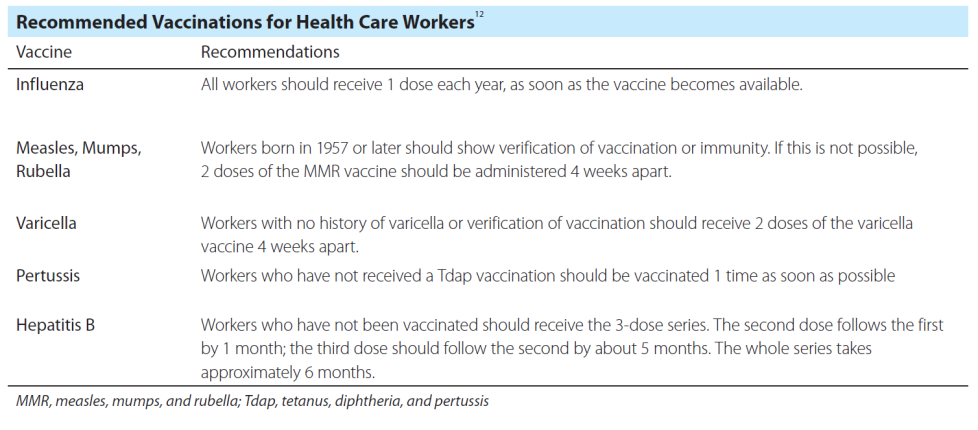 Recommended Vaccinations for Health Care Workers12
Vaccine Recommendations
Influenza All workers should receive 1 dose each year, as soon as the vaccine becomes available.
Measles, Mumps, Workers born in 1957 or later should show verification of vaccination or immunity. If this is not possible,
Rubella 2 doses of the MMR vaccine should be administered 4 weeks apart.
Varicella Workers with no history of varicella or verification of vaccination should receive 2 doses of the varicella
vaccine 4 weeks apart.
Pertussis Workers who have not received a Tdap vaccination should be vaccinated 1 time as soon as possible
Hepatitis B Workers who have not been vaccinated should receive the 3-dose series. The second dose follows the first
by 1 month; the third dose should follow the second by about 5 months. The whole series takes
approximately 6 months.
MMR, measles, mumps, and rubella; Tdap, tetanus, diphtheria, and pertussis